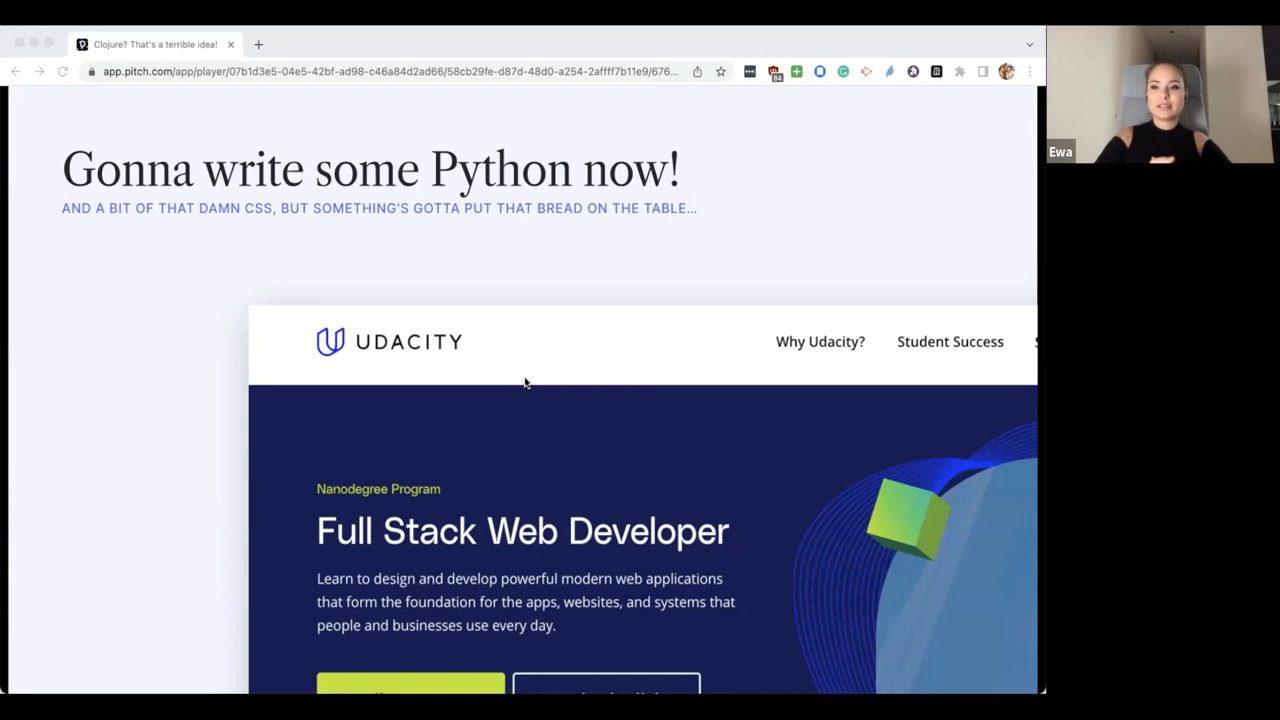 Clojure? That's a terrible idea!
app.pitch.com/app/player/07b1d3e5-04e5-42bf-ad98-c46a84d2ad66/58cb29fe-d87d-48d0-a254-2affff7b11e9/676...
84
Ewa
Gonna write some Python now!
AND A BIT OF THAT DAMN CSS, BUT SOMETHING'S GOTTA PUT THAT BREAD ON THE TABLE...
UDACITY
Why Udacity?
Student Success
Nanodegree Program
Full Stack Web Developer
Learn to design and develop powerful modern web applications
that form the foundation for the apps, websites, and systems that
people and businesses use every day.